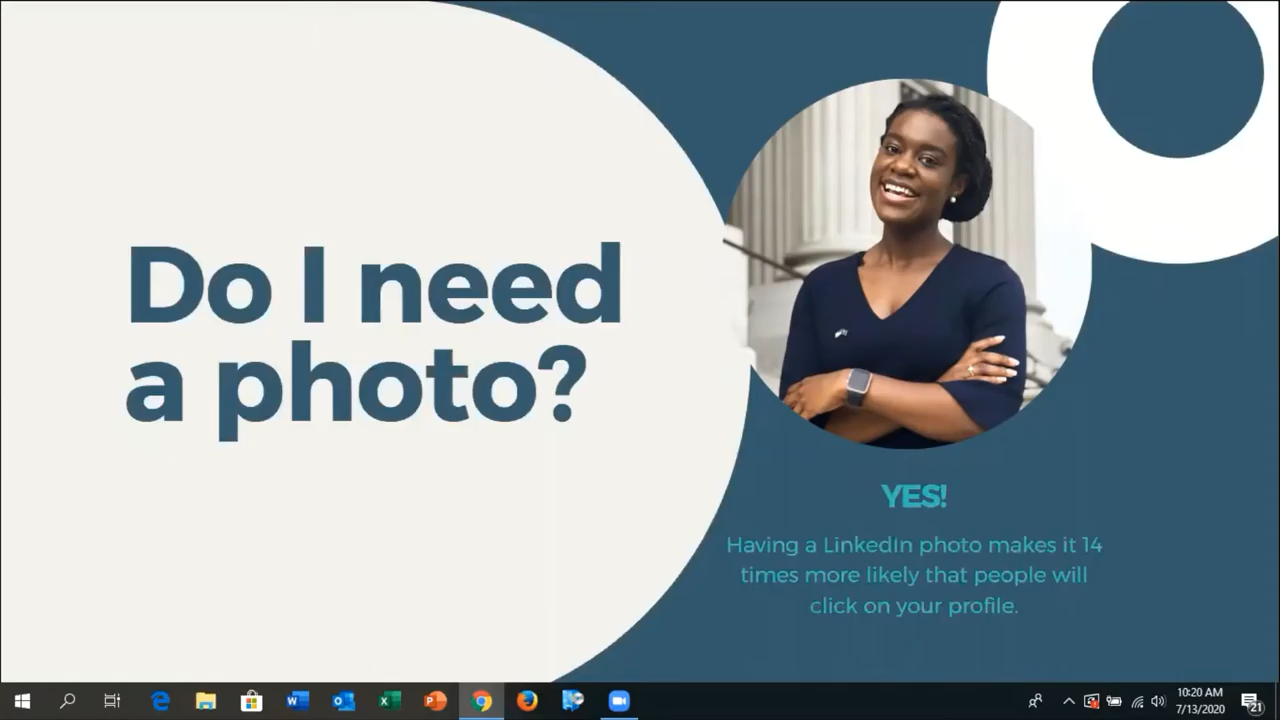 Do I need
a photo?
YES!
Having a LinkedIn photo makes it 14
times more likely that people will
click on your profile.
10:20 AM
7/13/2020
21